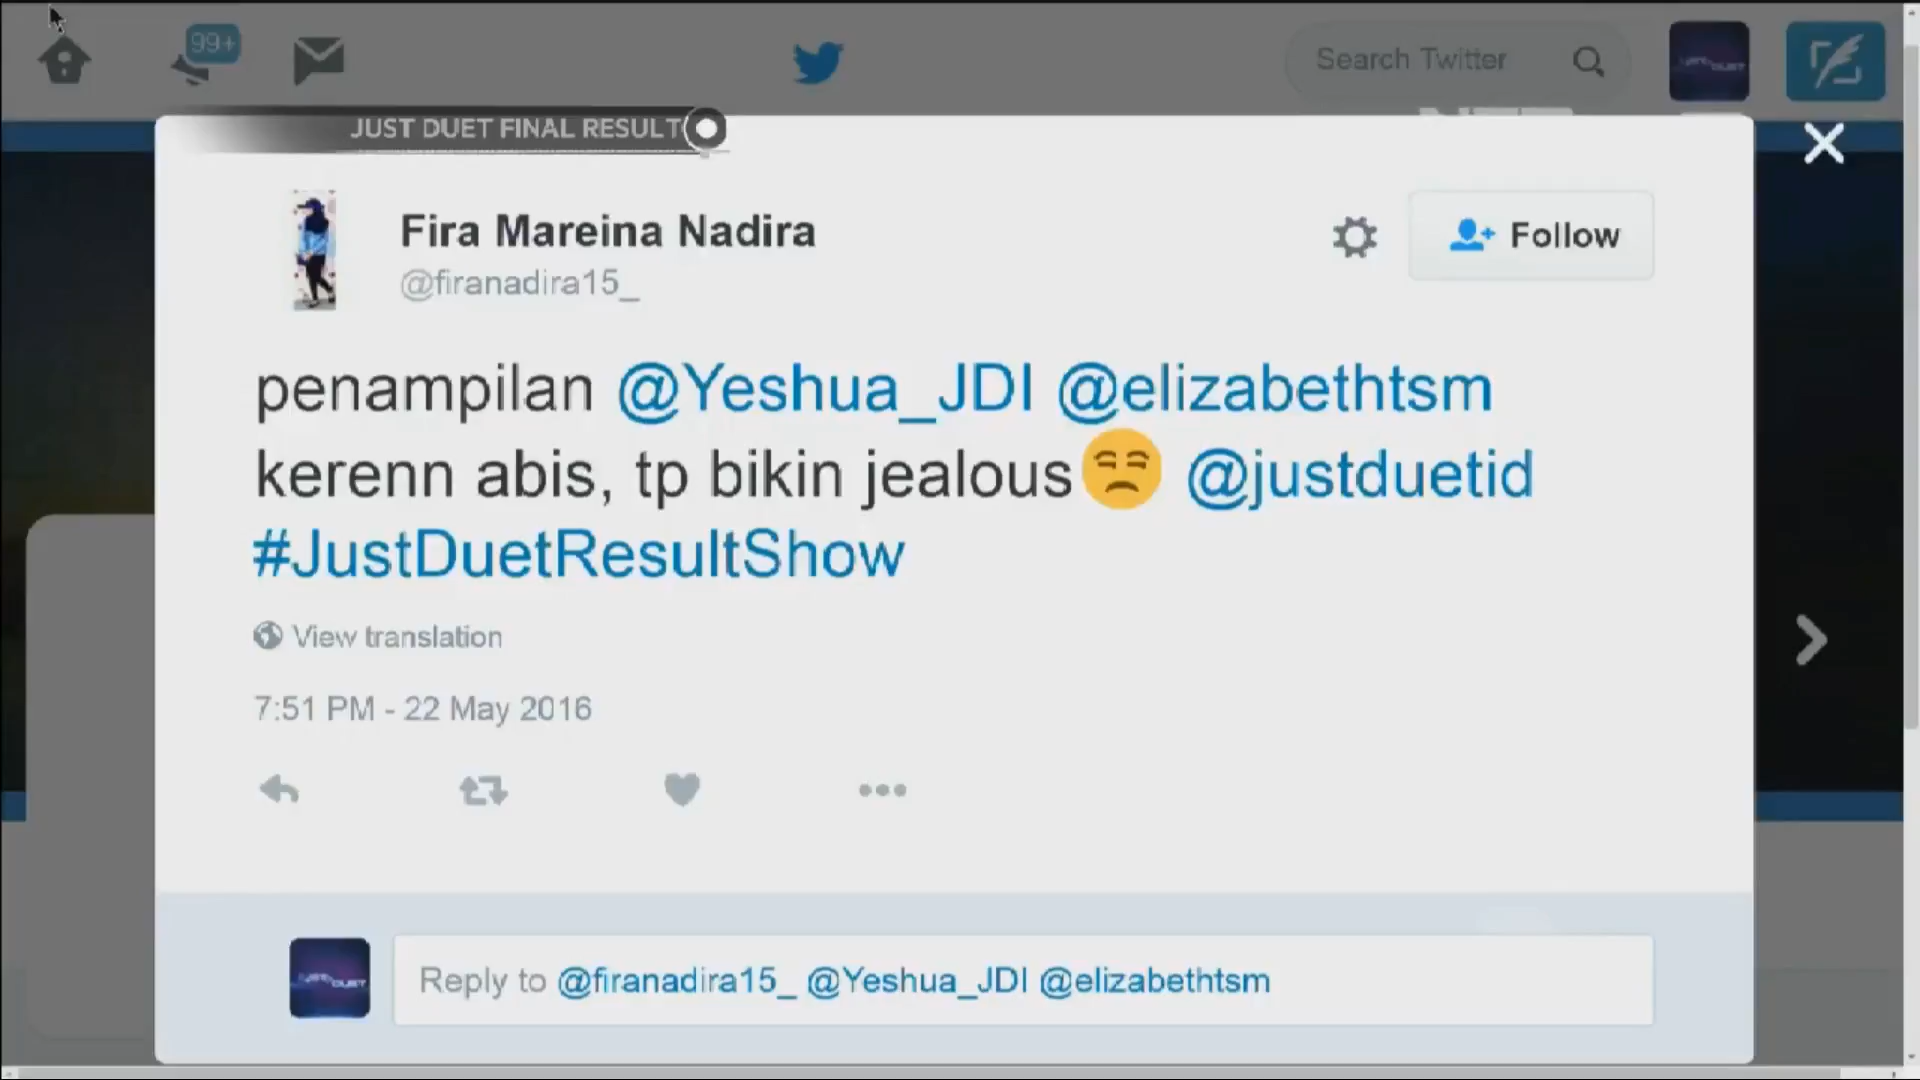 99+
Search Twitter
JUST DUET FINAL RESULT
Fira Mareina Nadira
@firanadira15_
Follow
penampilan @Yeshua_JDI @elizabethtsm
kerenn abis, tp bikin jealous😒 @justduetid
#JustDuetResultShow
View translation
7:51 PM - 22 May 2016
Reply to @firanadira15_ @Yeshua_JDI @elizabethtsm